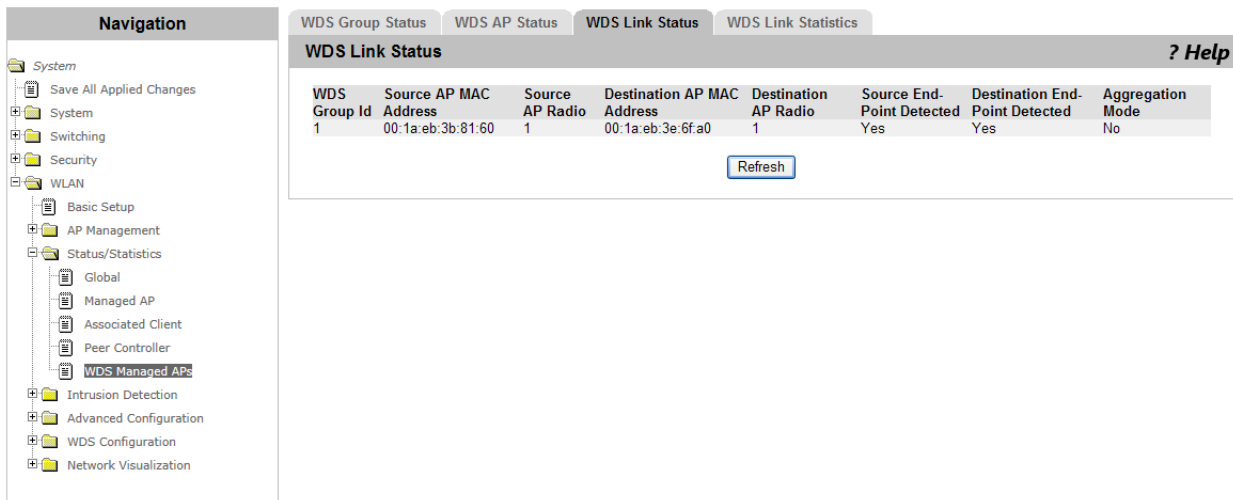 Navigation
System
Save All Applied Changes
System
Switching
Security
WLAN
Basic Setup
AP Management
Status/Statistics
Global
Managed AP
Associated Client
Peer Controller
WDS Managed APs
Intrusion Detection
Advanced Configuration
WDS Configuration
Network Visualization
WDS Group Status WDS AP Status WDS Link Status WDS Link Statistics
WDS Link Status ? Help
WDS Source AP MAC Source Destination AP MAC Destination Source End- Destination End- Aggregation
Group Id Address AP Radio Address AP Radio Point Detected Point Detected Mode
1 00:1a:eb:3b:81:60 1 00:1a:eb:3e:6f:a0 1 Yes Yes No
Refresh